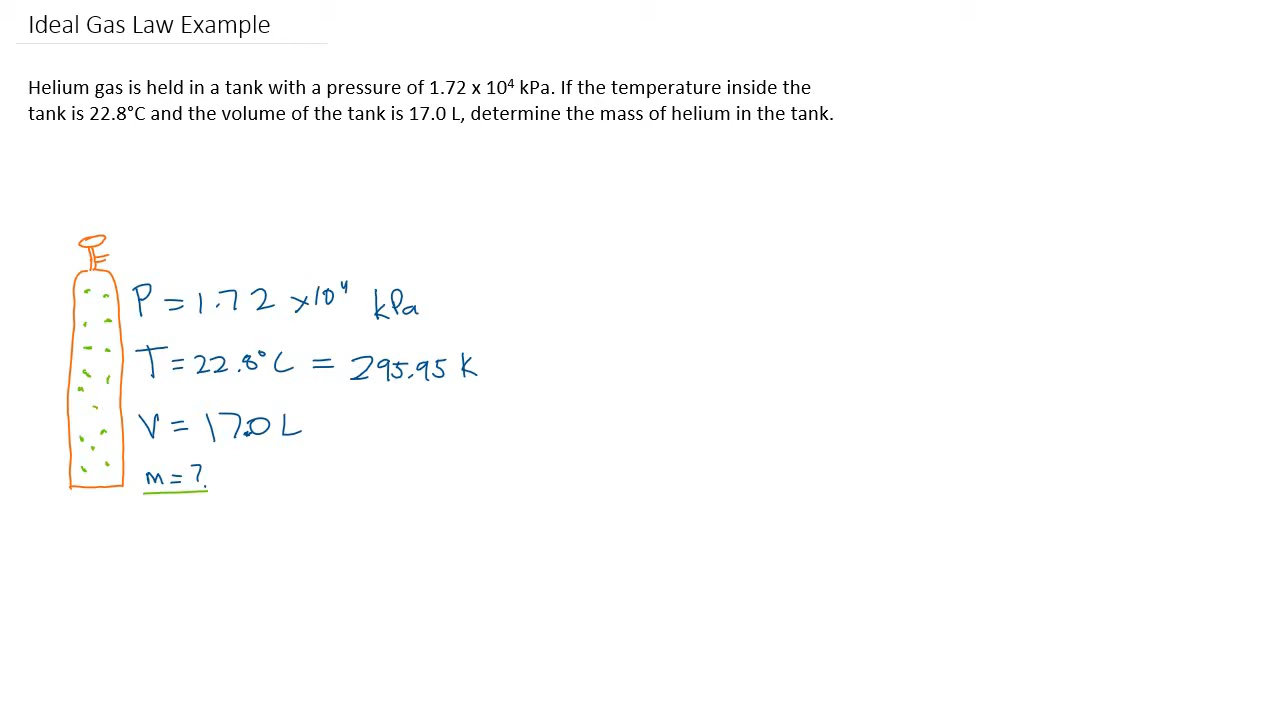 Ideal Gas Law Example
Helium gas is held in a tank with a pressure of 1.72 x 10⁴ kPa. If the temperature inside the
tank is 22.8°C and the volume of the tank is 17.0 L, determine the mass of helium in the tank.
P = 1.72 ×10⁴ kPa
T = 22.8°C = 295.95 K
V = 17.0 L
m = ?